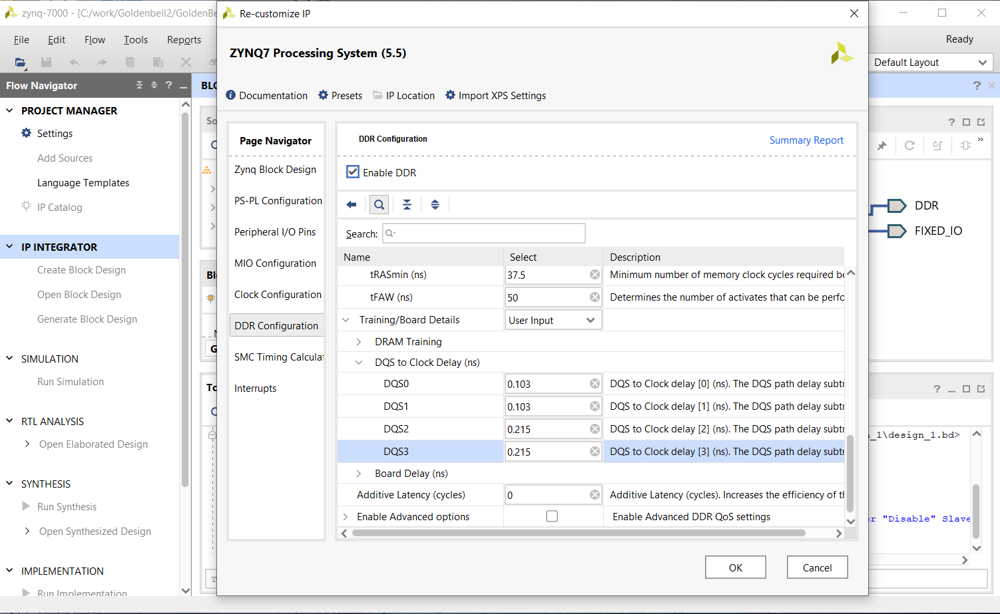 zynq-7000 - [C:/work/Goldenbell2/GoldenBe
Re-customize IP
File Edit Flow Tools Reports
Ready
ZYNQ7 Processing System (5.5)
Default Layout
Flow Navigator
?
BLO
Documentation Presets IP Location Import XPS Settings
?
PROJECT MANAGER
Settings
Add Sources
Language Templates
IP Catalog
IP INTEGRATOR
Create Block Design
Open Block Design
Generate Block Design
SIMULATION
Run Simulation
RTL ANALYSIS
Open Elaborated Design
SYNTHESIS
Run Synthesis
Open Synthesized Design
IMPLEMENTATION
Run Implementation
So
Page Navigator
Zynq Block Design
PS-PL Configuration
Peripheral I/O Pins
MIO Configuration
Clock Configuration
DDR Configuration
SMC Timing Calcula
Interrupts
DDR Configuration
Summary Report
Enable DDR
Search:
Name Select Description
tRASmin (ns) 37.5 Minimum number of memory clock cycles required be
tFAW (ns) 50 Determines the number of activates that can be perfo
Training/Board Details User Input
DRAM Training
DQS to Clock Delay (ns)
DQS0 0.103 DQS to Clock delay [0] (ns). The DQS path delay subtr
DQS1 0.103 DQS to Clock delay [1] (ns). The DQS path delay subtr
DQS2 0.215 DQS to Clock delay [2] (ns). The DQS path delay subtr
DQS3 0.215 DQS to Clock delay [3] (ns). The DQS path delay subtr
Board Delay (ns)
Additive Latency (cycles) 0 Additive Latency (cycles). Increases the efficiency of th
Enable Advanced options Enable Advanced DDR QoS settings
OK Cancel
?
DDR
FIXED_IO
?
_1\design_1.bd>
er "Disable" Slave